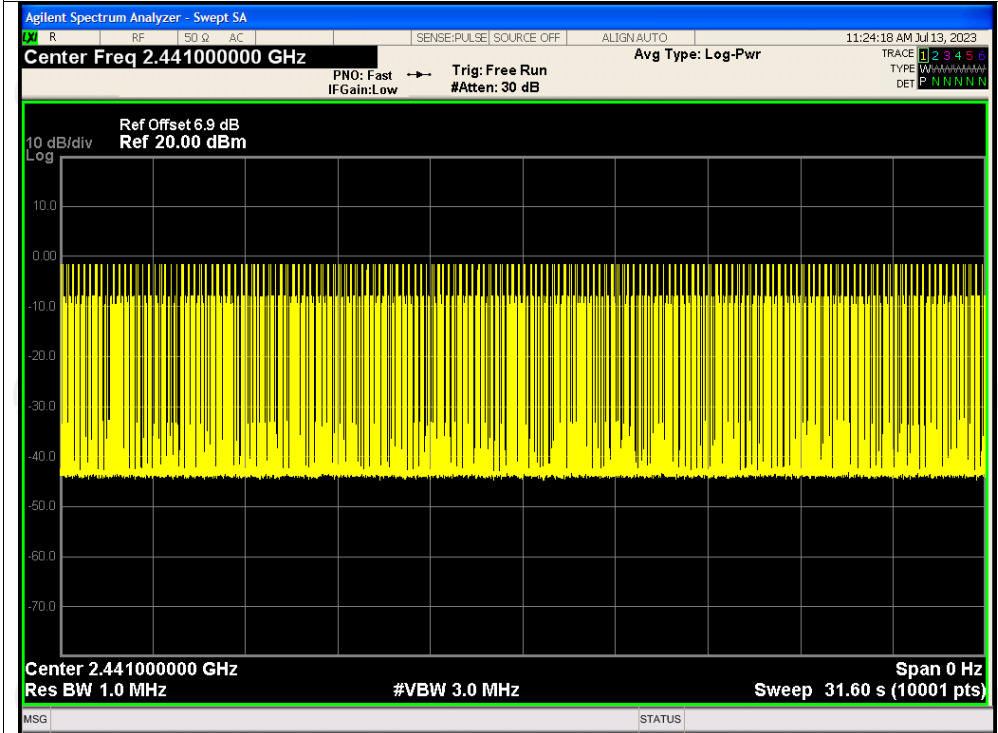 Agilent Spectrum Analyzer - Swept SA
LXI R RF 50 Ω AC SENSE:PULSE SOURCE OFF ALIGN AUTO 11:24:18 AM Jul 13, 2023
Center Freq 2.441000000 GHz Avg Type: Log-Pwr TRACE 1 2 3 4 5 6
PNO: Fast Trig: Free Run TYPE WWWWWW
IFGain:Low #Atten: 30 dB DET P N N N N N
Ref Offset 6.9 dB
10 dB/div Ref 20.00 dBm
Log
10.0
0.00
-10.0
-20.0
-30.0
-40.0
-50.0
-60.0
-70.0
Center 2.441000000 GHz Span 0 Hz
Res BW 1.0 MHz #VBW 3.0 MHz Sweep 31.60 s (10001 pts)
MSG STATUS